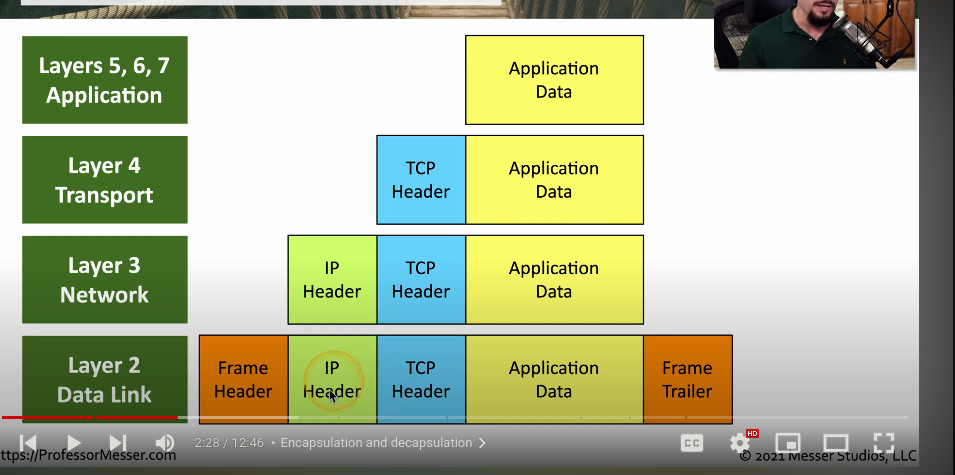 Layers 5, 6, 7
Application
Application
Data
Layer 4
Transport
TCP
Header
Application
Data
Layer 3
Network
IP
Header
TCP
Header
Application
Data
Layer 2
Data Link
Frame
Header
IP
Header
TCP
Header
Application
Data
Frame
Trailer
2:28 / 12:46 • Encapsulation and decapsulation
CC
HD
ttps://ProfessorMesser.com
© 2021 Messer Studios, LLC